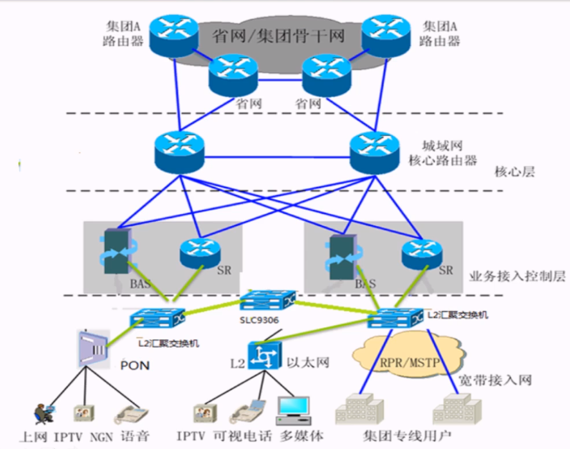 集团A
路由器
省网/集团骨干网
集团A
路由器
省网
省网
城域网
核心路由器
核心层
BAS
SR
BAS
SR
业务接入控制层
SLC9306
L2汇聚交换机
L2汇聚交换机
PON
L2
以太网
RPR/MSTP
宽带接入网
上网 IPTV NGN 语音
IPTV 可视电话 多媒体
集团专线用户